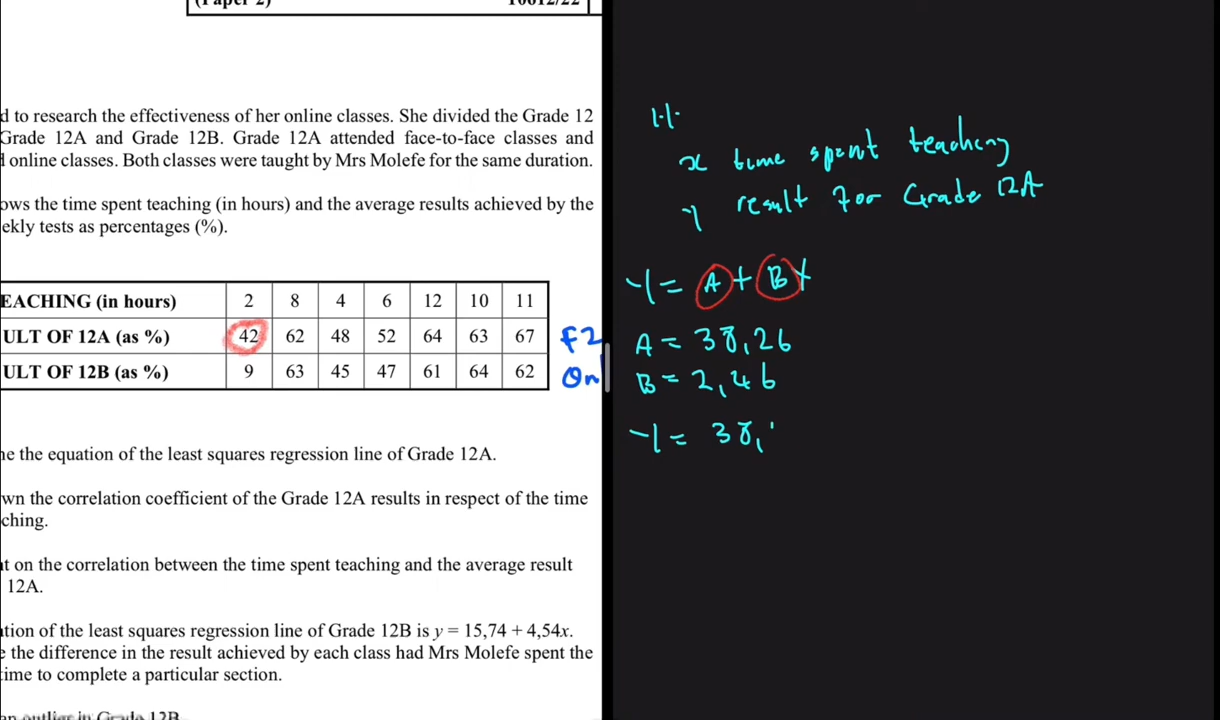 (Paper 2)
10612/22
d to research the effectiveness of her online classes. She divided the Grade 12
Grade 12A and Grade 12B. Grade 12A attended face-to-face classes and
d online classes. Both classes were taught by Mrs Molefe for the same duration.
ows the time spent teaching (in hours) and the average results achieved by the
ekly tests as percentages (%).
EACHING (in hours) 2 8 4 6 12 10 11
ULT OF 12A (as %) 42 62 48 52 64 63 67 F2
ULT OF 12B (as %) 9 63 45 47 61 64 62 Onl
ne the equation of the least squares regression line of Grade 12A.
wn the correlation coefficient of the Grade 12A results in respect of the time
ching.
nt on the correlation between the time spent teaching and the average result
12A.
ation of the least squares regression line of Grade 12B is y = 15,74 + 4,54x.
e the difference in the result achieved by each class had Mrs Molefe spent the
time to complete a particular section.
an outlier in Grade 12B
1.1.
x time spent teaching
y result for Grade 12A
y = A + Bx
A = 38,26
B = 2,46
y = 38,